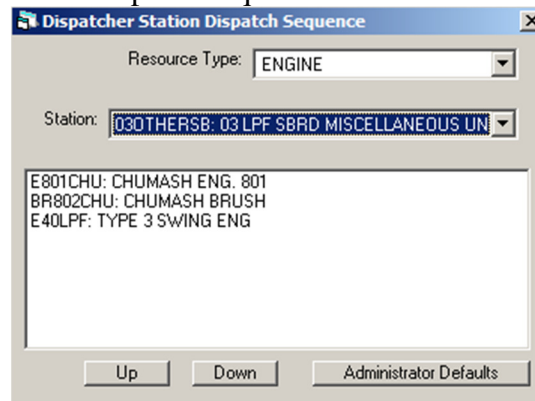 Dispatcher Station Dispatch Sequence
Resource Type: ENGINE
Station: 03OTHERSB: 03 LPF SBRD MISCELLANEOUS UN
E801CHU: CHUMASH ENG. 801
BR802CHU: CHUMASH BRUSH
E40LPF: TYPE 3 SWING ENG
Up Down Administrator Defaults